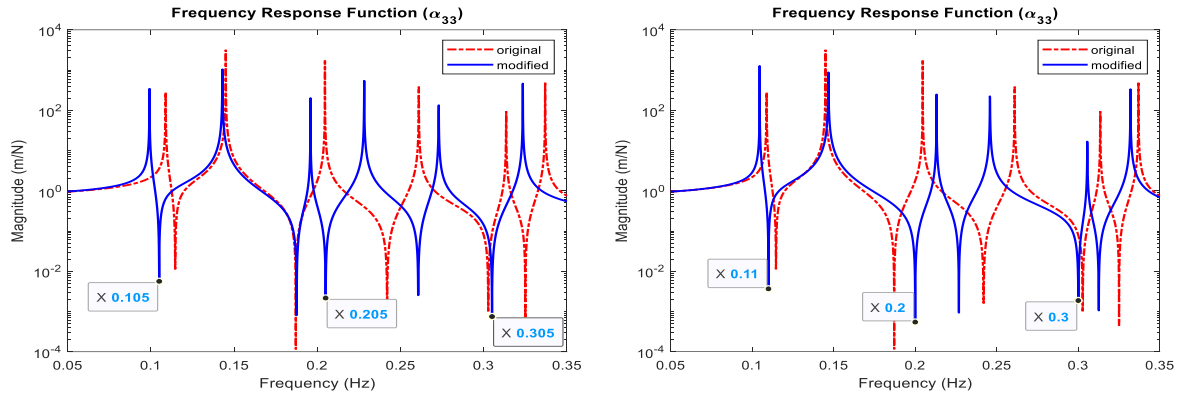 Frequency Response Function (α33)
10^4
10^2
10^0
10^-2
10^-4
Magnitude (m/N)
original
modified
X 0.105
X 0.205
X 0.305
0.05 0.1 0.15 0.2 0.25 0.3 0.35
Frequency (Hz)
Frequency Response Function (α33)
10^4
10^2
10^0
10^-2
10^-4
Magnitude (m/N)
original
modified
X 0.11
X 0.2
X 0.3
0.05 0.1 0.15 0.2 0.25 0.3 0.35
Frequency (Hz)